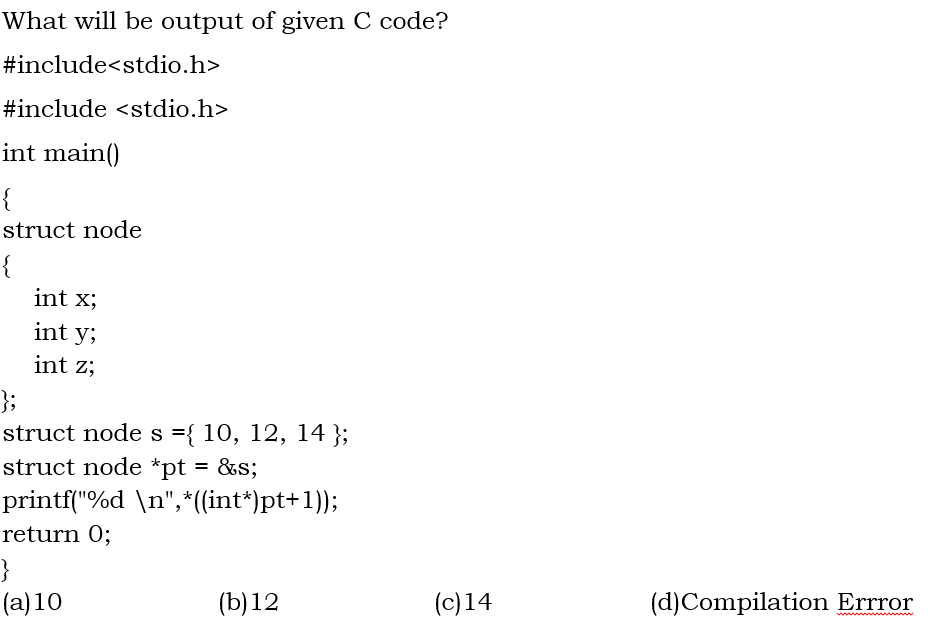 What will be output of given C code?
#include<stdio.h>
#include <stdio.h>
int main()
{
struct node
{
int x;
int y;
int z;
};
struct node s ={ 10, 12, 14 };
struct node *pt = &s;
printf("%d \n",*((int*)pt+1));
return 0;
}
(a)10 (b)12 (c)14 (d)Compilation Errror